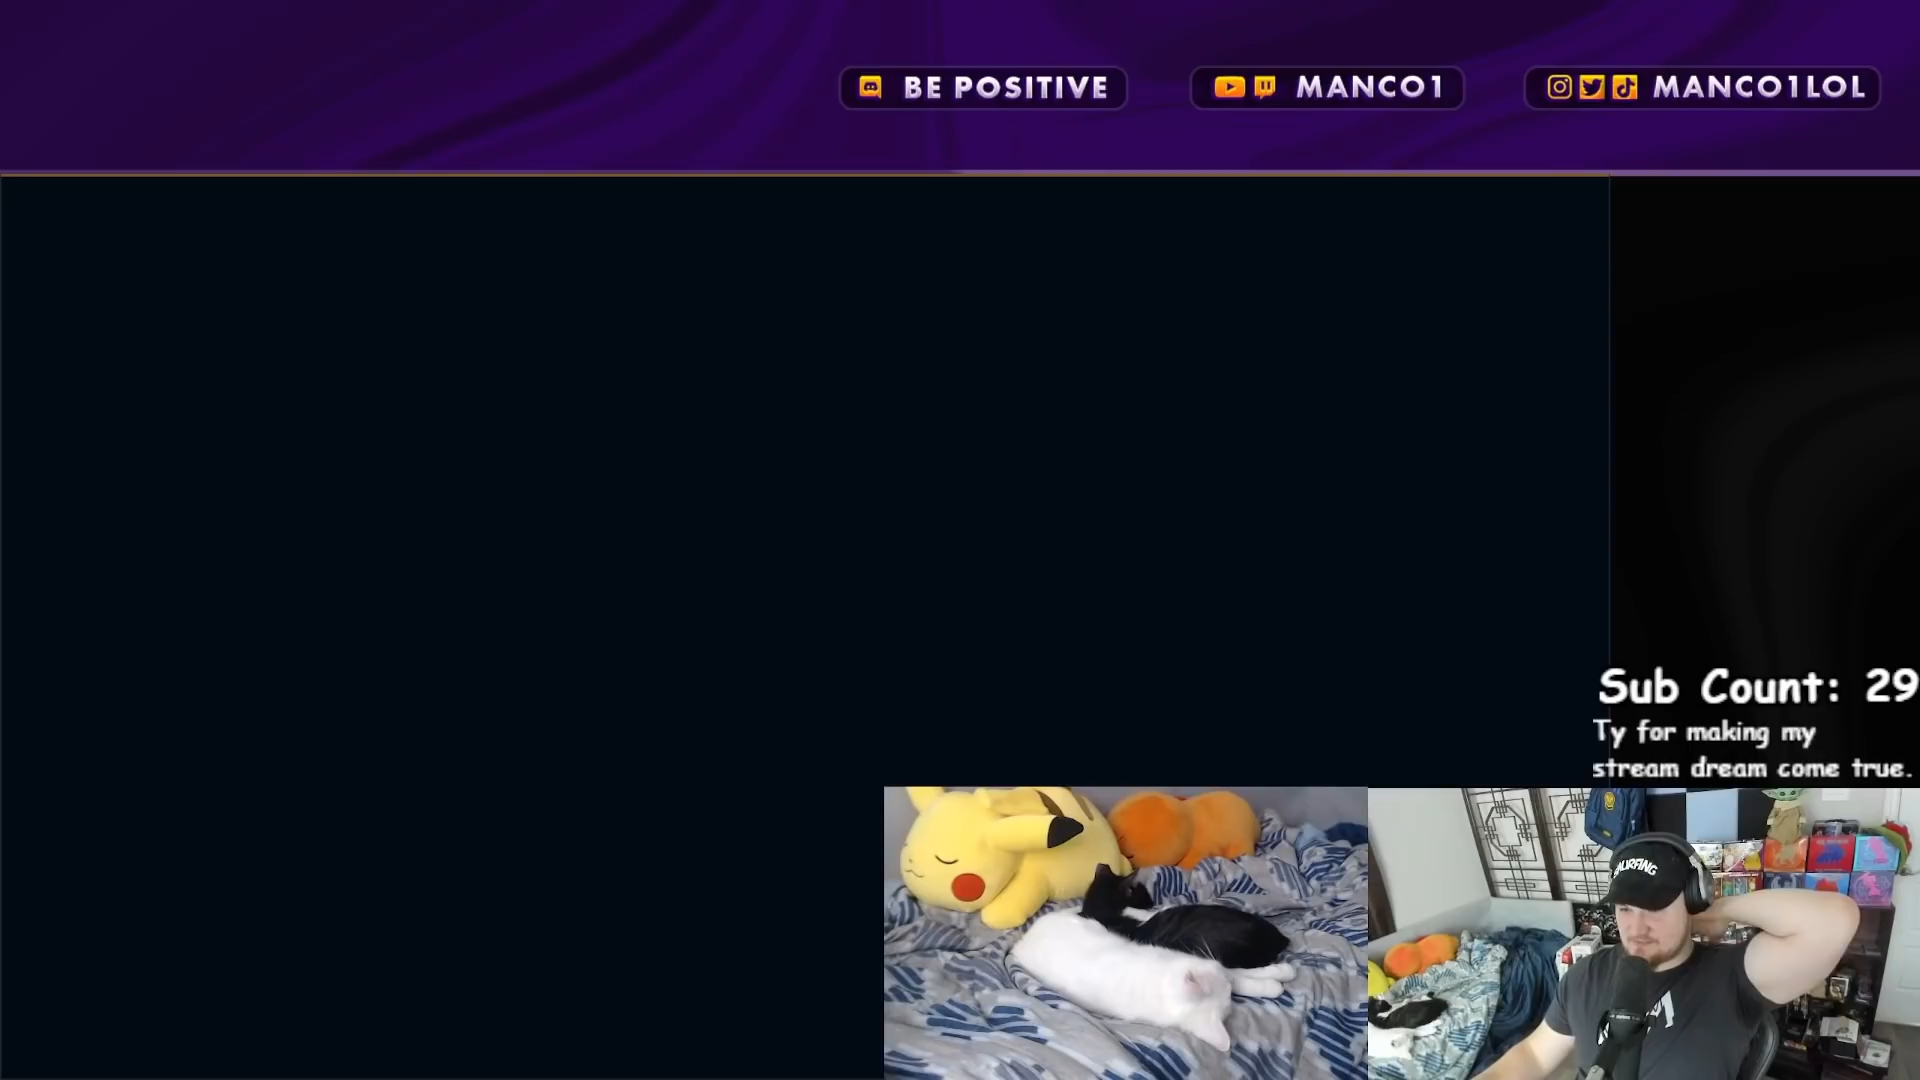 BE POSITIVE
MANCO1
MANCO1LOL
Sub Count: 29
Ty for making my
stream dream come true.